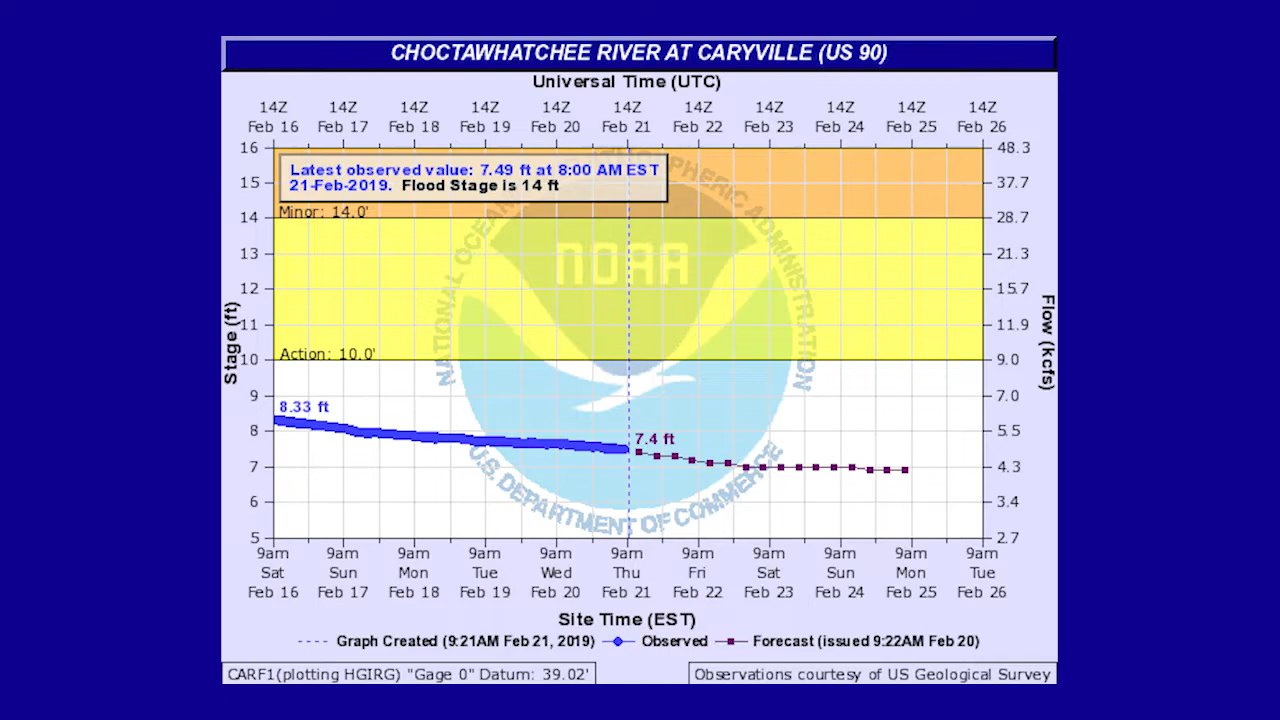 CHOCTAWHATCHEE RIVER AT CARYVILLE (US 90)
Universal Time (UTC)
14Z 14Z 14Z 14Z 14Z 14Z 14Z 14Z 14Z 14Z 14Z
Feb 16 Feb 17 Feb 18 Feb 19 Feb 20 Feb 21 Feb 22 Feb 23 Feb 24 Feb 25 Feb 26
16 48.3
Latest observed value: 7.49 ft at 8:00 AM EST
21-Feb-2019. Flood Stage is 14 ft
15 37.7
Minor: 14.0'
14 28.7
13 21.3
12 15.7
11 11.9
Action: 10.0'
10 9.0
9 7.0
8.33 ft
8 5.5
7.4 ft
7 4.3
6 3.4
5 2.7
Stage (ft)
Flow (kcfs)
NATIONAL OCEANIC AND ATMOSPHERIC ADMINISTRATION
NOAA
U.S. DEPARTMENT OF COMMERCE
9am 9am 9am 9am 9am 9am 9am 9am 9am 9am 9am
Sat Sun Mon Tue Wed Thu Fri Sat Sun Mon Tue
Feb 16 Feb 17 Feb 18 Feb 19 Feb 20 Feb 21 Feb 22 Feb 23 Feb 24 Feb 25 Feb 26
Site Time (EST)
Graph Created (9:21AM Feb 21, 2019) Observed Forecast (issued 9:22AM Feb 20)
CARF1(plotting HGIRG) "Gage 0" Datum: 39.02' Observations courtesy of US Geological Survey